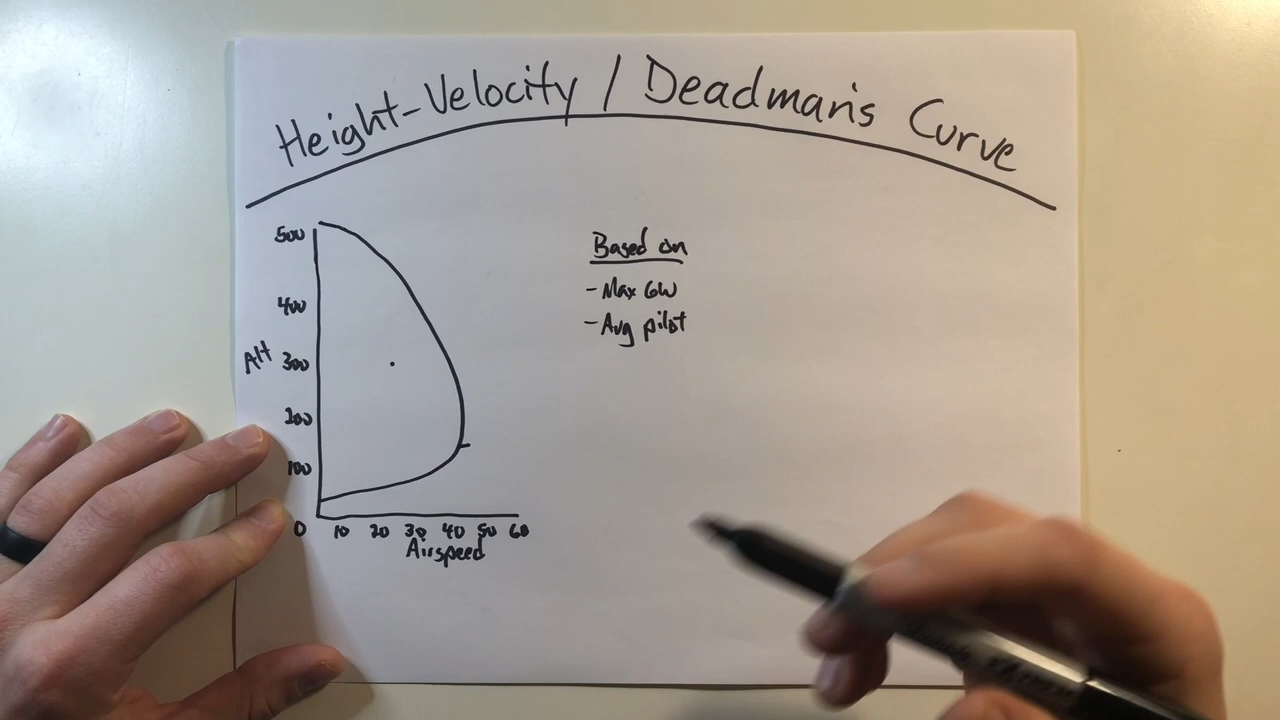 Height-Velocity / Deadman's Curve
500
400
Alt 300
200
100
0 10 20 30 40 50 60
Airspeed
Based on
-Max GW
-Avg pilot